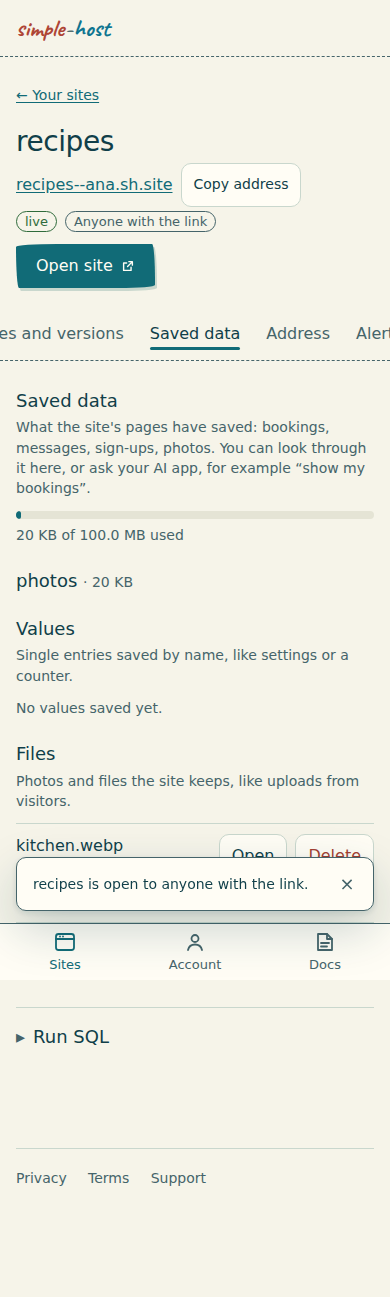 simple-host
← Your sites
recipes
recipes--ana.sh.site Copy address
live Anyone with the link
Open site
es and versions Saved data Address Alert
Saved data
What the site's pages have saved: bookings,
messages, sign-ups, photos. You can look through
it here, or ask your AI app, for example “show my
bookings”.
20 KB of 100.0 MB used
photos · 20 KB
Values
Single entries saved by name, like settings or a
counter.
No values saved yet.
Files
Photos and files the site keeps, like uploads from
visitors.
kitchen.webp Open Delete
recipes is open to anyone with the link. ×
Sites Account Docs
▶ Run SQL
Privacy Terms Support